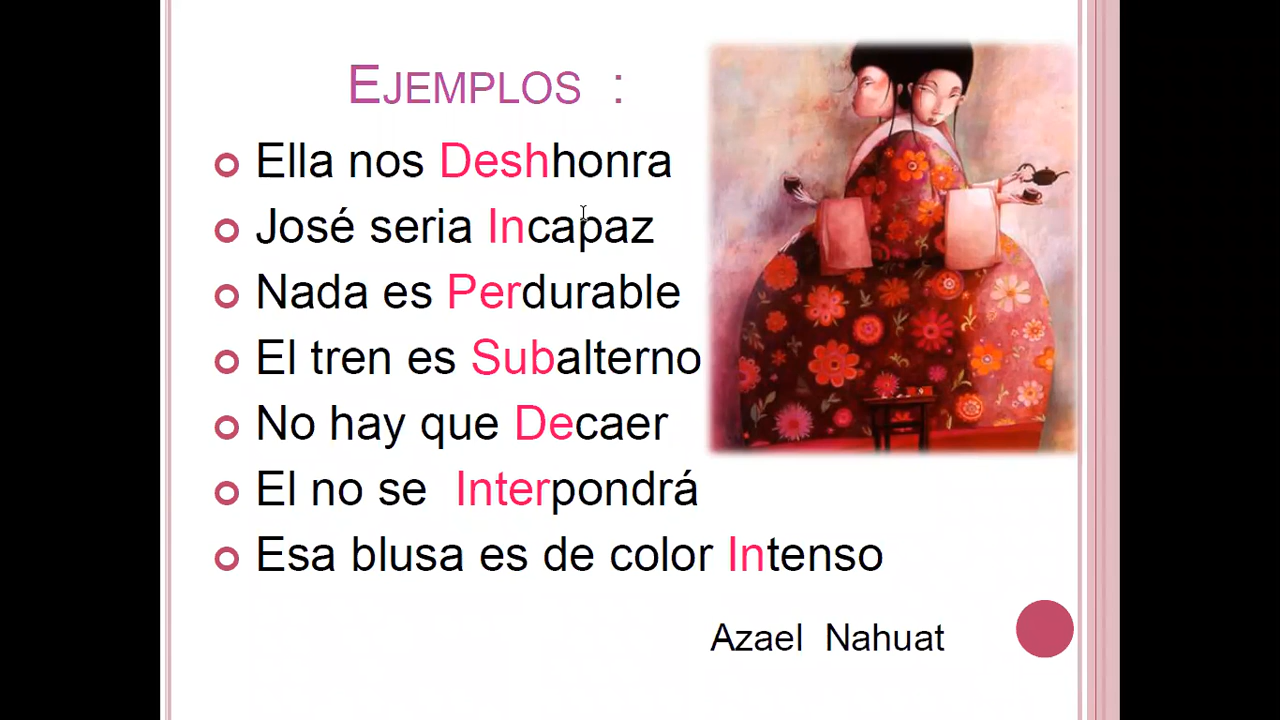 EJEMPLOS :
Ella nos Deshhonra
José seria Incapaz
Nada es Perdurable
El tren es Subalterno
No hay que Decaer
El no se Interpondrá
Esa blusa es de color Intenso
Azael Nahuat